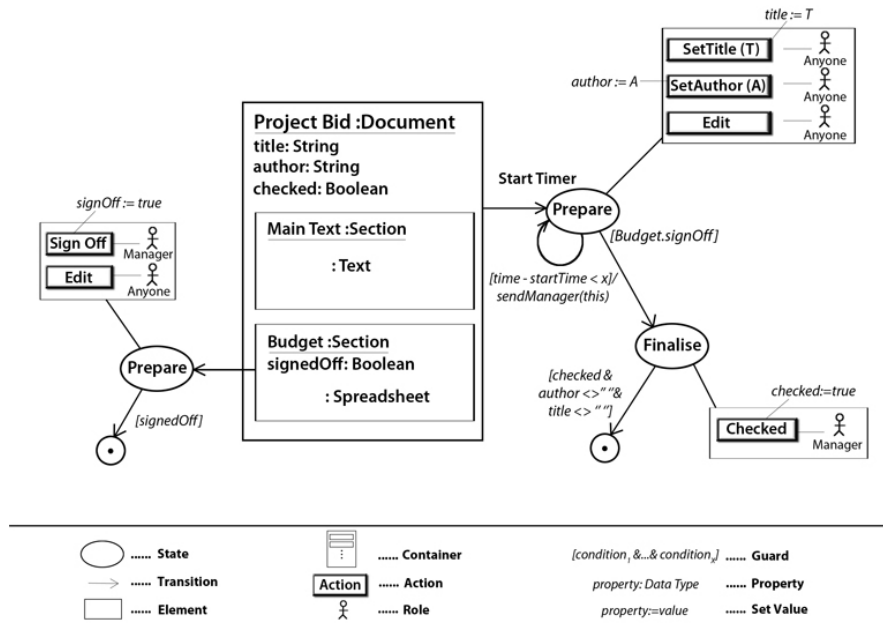 title := T
SetTitle (T)
Anyone
author := A
SetAuthor (A)
Anyone
Edit
Anyone
Project Bid :Document
title: String
author: String
checked: Boolean
Start Timer
Prepare
signOff := true
Sign Off
Manager
Edit
Anyone
Main Text :Section
: Text
[Budget.signOff]
[time - startTime < x]/
sendManager(this)
Budget :Section
signedOff: Boolean
: Spreadsheet
Prepare
[signedOff]
Finalise
[checked &
author <>" "&
title <> " "]
checked:=true
Checked
Manager
...... State
...... Container
[condition₁ &...& conditionₓ] ...... Guard
...... Transition
Action ...... Action
property: Data Type ...... Property
...... Element
...... Role
property:=value ...... Set Value